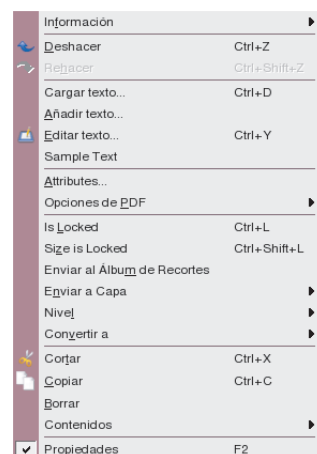 Información
Deshacer Ctrl+Z
Rehacer Ctrl+Shift+Z
Cargar texto... Ctrl+D
Añadir texto...
Editar texto... Ctrl+Y
Sample Text
Attributes...
Opciones de PDF
Is Locked Ctrl+L
Size is Locked Ctrl+Shift+L
Enviar al Álbum de Recortes
Enviar a Capa
Nivel
Convertir a
Cortar Ctrl+X
Copiar Ctrl+C
Borrar
Contenidos
Propiedades F2